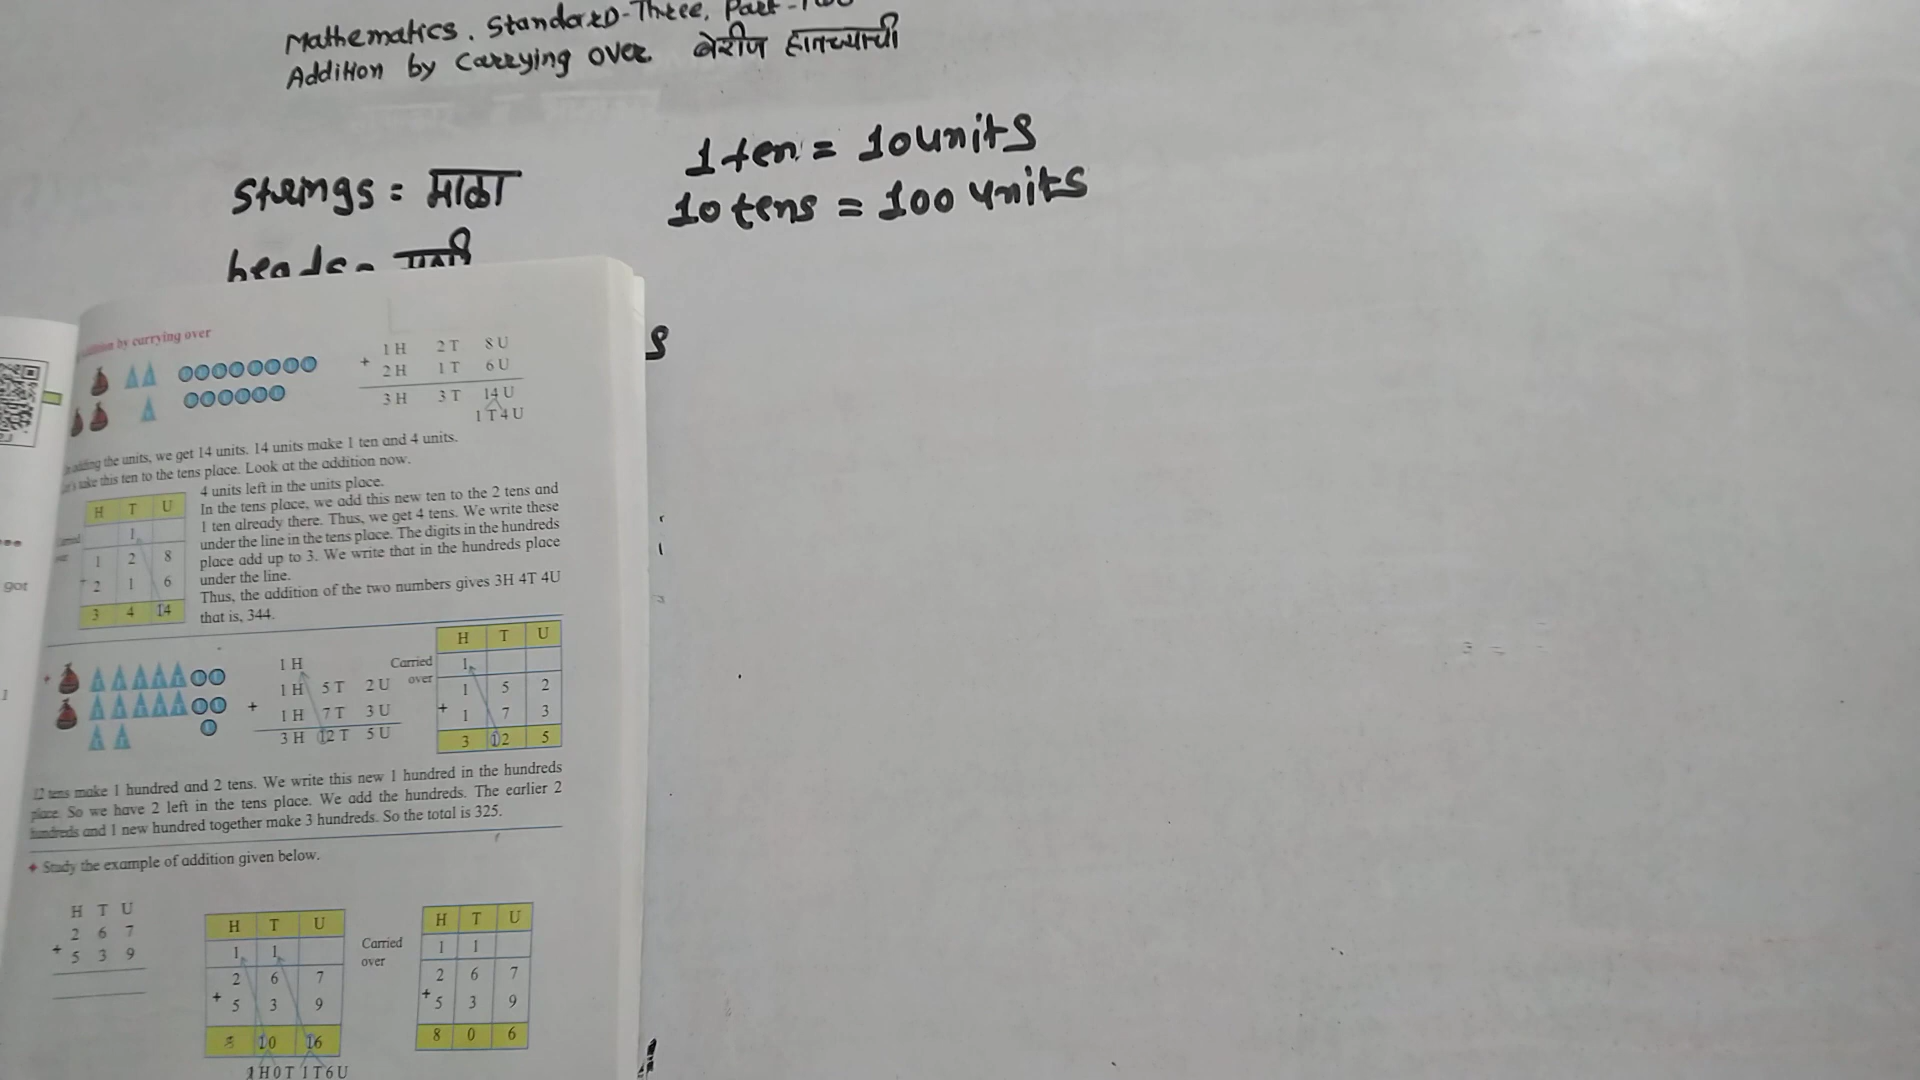 Mathematics. Standard-Three, Part-Two
Addition by Carrying over. बेरीज हातच्याची
strings = माळा
1 ten = 10 units
10 tens = 100 units
beads = मणी
s
by carrying over
1 H 2 T 8 U
+ 2 H 1 T 6 U
3 H 3 T 14 U
1 T 4 U
adding the units, we get 14 units. 14 units make 1 ten and 4 units.
take this ten to the tens place. Look at the addition now.
4 units left in the units place.
In the tens place, we add this new ten to the 2 tens and
1 ten already there. Thus, we get 4 tens. We write these
under the line in the tens place. The digits in the hundreds
place add up to 3. We write that in the hundreds place
under the line.
Thus, the addition of the two numbers gives 3H 4T 4U
that is, 344.
H T U
1
1 2 8
+ 2 1 6
3 4 14
got
1 H
1 H 5 T 2 U
+ 1 H 7 T 3 U
3 H 12 T 5 U
Carried
over
H T U
1
1 5 2
+ 1 7 3
3 12 5
12 tens make 1 hundred and 2 tens. We write this new 1 hundred in the hundreds
place. So we have 2 left in the tens place. We add the hundreds. The earlier 2
hundreds and 1 new hundred together make 3 hundreds. So the total is 325.
Study the example of addition given below.
H T U
2 6 7
+ 5 3 9
H T U
1 1
2 6 7
+ 5 3 9
10 16
1 H 0 T 1 T 6 U
Carried
over
H T U
1 1
2 6 7
+ 5 3 9
8 0 6